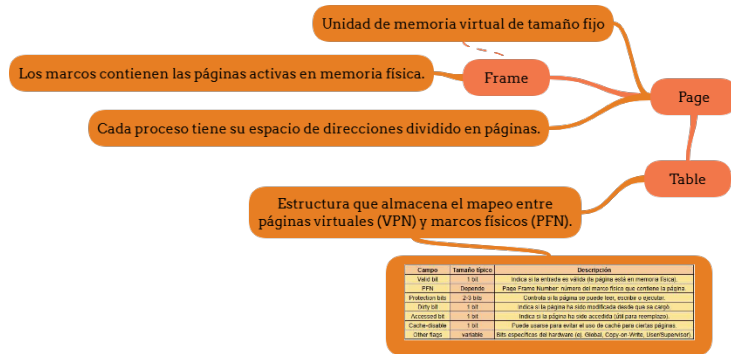 Unidad de memoria virtual de tamaño fijo
Los marcos contienen las páginas activas en memoria física.
Frame
Page
Cada proceso tiene su espacio de direcciones dividido en páginas.
Table
Estructura que almacena el mapeo entre
páginas virtuales (VPN) y marcos físicos (PFN).
Campo Tamaño típico Descripción
Valid bit 1 bit Indica si la entrada es válida (la página está en memoria física).
PFN Depende Page Frame Number: número del marco físico que contiene la página.
Protection bits 2-3 bits Controla si la página se puede leer, escribir o ejecutar.
Dirty bit 1 bit Indica si la página ha sido modificada desde que se cargó.
Accessed bit 1 bit Indica si la página ha sido accedida (útil para reemplazo).
Cache-disable 1 bit Puede usarse para evitar el uso de caché para ciertas páginas.
Other flags variable Bits específicos del hardware (ej. Global, Copy-on-Write, User/Supervisor).